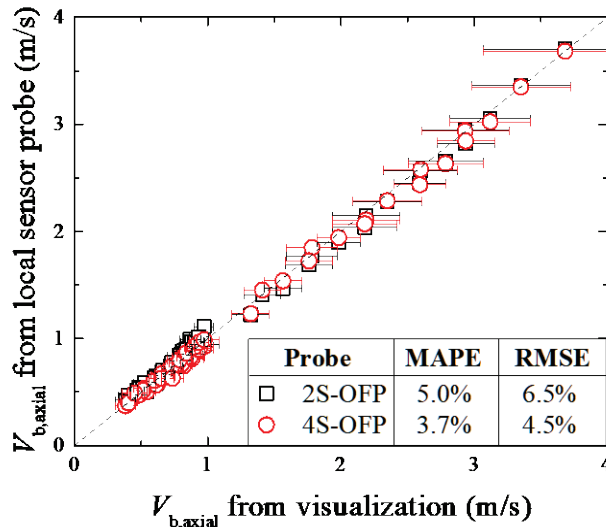 4
3
2
1
0
V_b,axial from local sensor probe (m/s)
Probe MAPE RMSE
2S-OFP 5.0% 6.5%
4S-OFP 3.7% 4.5%
0 1 2 3 4
V_b,axial from visualization (m/s)